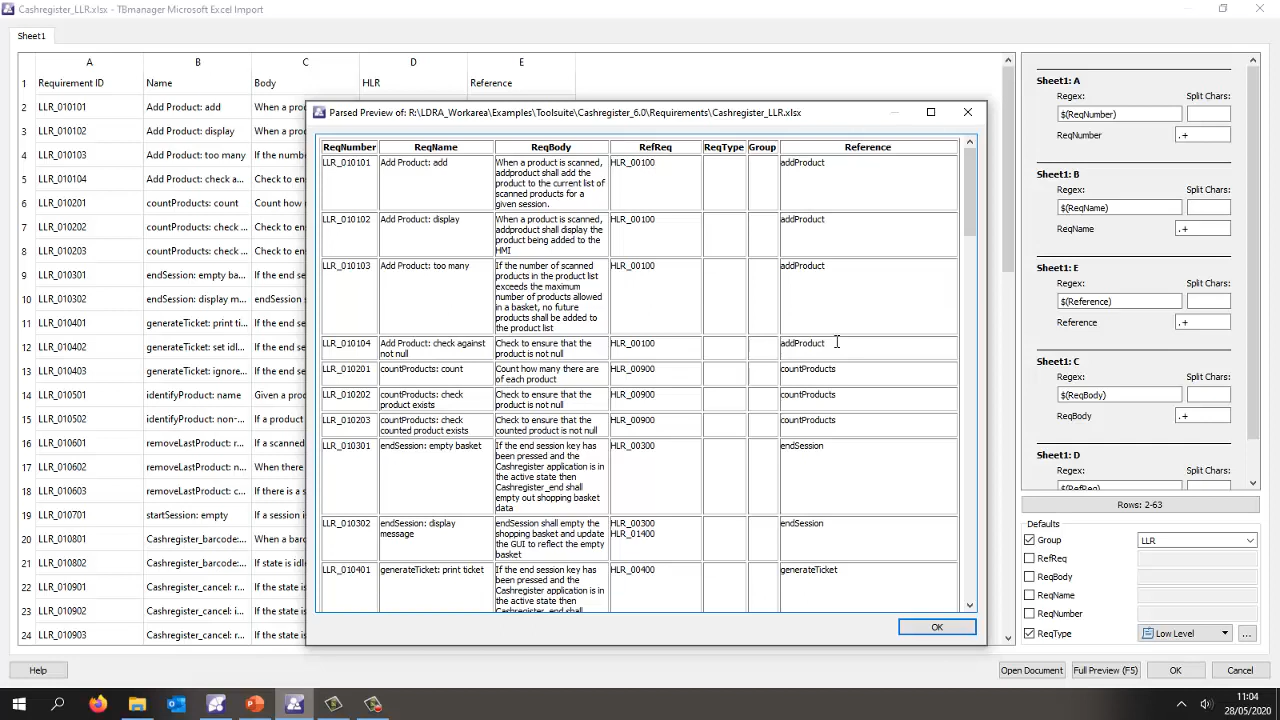 Cashregister_LLR.xlsx - TBmanager Microsoft Excel Import
Sheet1
A B C D E
1 Requirement ID Name Body HLR Reference
2 LLR_010101 Add Product: add When a pro
3 LLR_010102 Add Product: display When a pro
4 LLR_010103 Add Product: too many If the numb
5 LLR_010104 Add Product: check a... Check to en
6 LLR_010201 countProducts: count Count how
7 LLR_010202 countProducts: check ... Check to en
8 LLR_010203 countProducts: check ... Check to en
9 LLR_010301 endSession: empty ba... If the end se
10 LLR_010302 endSession: display m... endSession
11 LLR_010401 generateTicket: print ti... If the end se
12 LLR_010402 generateTicket: set idl... If the end se
13 LLR_010403 generateTicket: ignore... If the end se
14 LLR_010501 identifyProduct: name Given a proc
15 LLR_010502 identifyProduct: non-... If a product
16 LLR_010601 removeLastProduct: r... If a scanned
17 LLR_010602 removeLastProduct: n... When there
18 LLR_010603 removeLastProduct: c... If there is a s
19 LLR_010701 startSession: empty If a session i
20 LLR_010801 Cashregister_barcode:... When a bar
21 LLR_010802 Cashregister_barcode:... If state is idl
22 LLR_010901 Cashregister_cancel: r... If the state is
23 LLR_010902 Cashregister_cancel: i... If the state is
24 LLR_010903 Cashregister_cancel: r... If the state is
Parsed Preview of: R:\LDRA_Workarea\Examples\Toolsuite\Cashregister_6.0\Requirements\Cashregister_LLR.xlsx
ReqNumber ReqName ReqBody RefReq ReqType Group Reference
LLR_010101 Add Product: add When a product is scanned, HLR_00100 addProduct
addproduct shall add the
product to the current list of
scanned products for a
given session.
LLR_010102 Add Product: display When a product is scanned, HLR_00100 addProduct
addproduct shall display the
product being added to the
HMI
LLR_010103 Add Product: too many If the number of scanned HLR_00100 addProduct
products in the product list
exceeds the maximum
number of products allowed
in a basket, no future
products shall be added to
the product list
LLR_010104 Add Product: check against Check to ensure that the HLR_00100 addProduct
not null product is not null
LLR_010201 countProducts: count Count how many there are HLR_00900 countProducts
of each product
LLR_010202 countProducts: check Check to ensure that the HLR_00900 countProducts
product exists product is not null
LLR_010203 countProducts: check Check to ensure that the HLR_00900 countProducts
counted product exists counted product is not null
LLR_010301 endSession: empty basket If the end session key has HLR_00300 endSession
been pressed and the
Cashregister application is in
the active state then
Cashregister_end shall
empty out shopping basket
data
LLR_010302 endSession: display endSession shall empty the HLR_00300 endSession
message shopping basket and update HLR_01400
the GUI to reflect the empty
basket
LLR_010401 generateTicket: print ticket If the end session key has HLR_00400 generateTicket
been pressed and the
Cashregister application is in
the active state then
Cashregister_end shall
OK
Sheet1: A
Regex: Split Chars:
$(ReqNumber)
ReqNumber .+
Sheet1: B
Regex: Split Chars:
$(ReqName)
ReqName .+
Sheet1: E
Regex: Split Chars:
$(Reference)
Reference .+
Sheet1: C
Regex: Split Chars:
$(ReqBody)
ReqBody .+
Sheet1: D
Regex: Split Chars:
$(RefReq)
Rows: 2-63
Defaults
Group LLR
RefReq
ReqBody
ReqName
ReqNumber
ReqType Low Level ...
Help Open Document Full Preview (F5) OK Cancel
11:04
28/05/2020